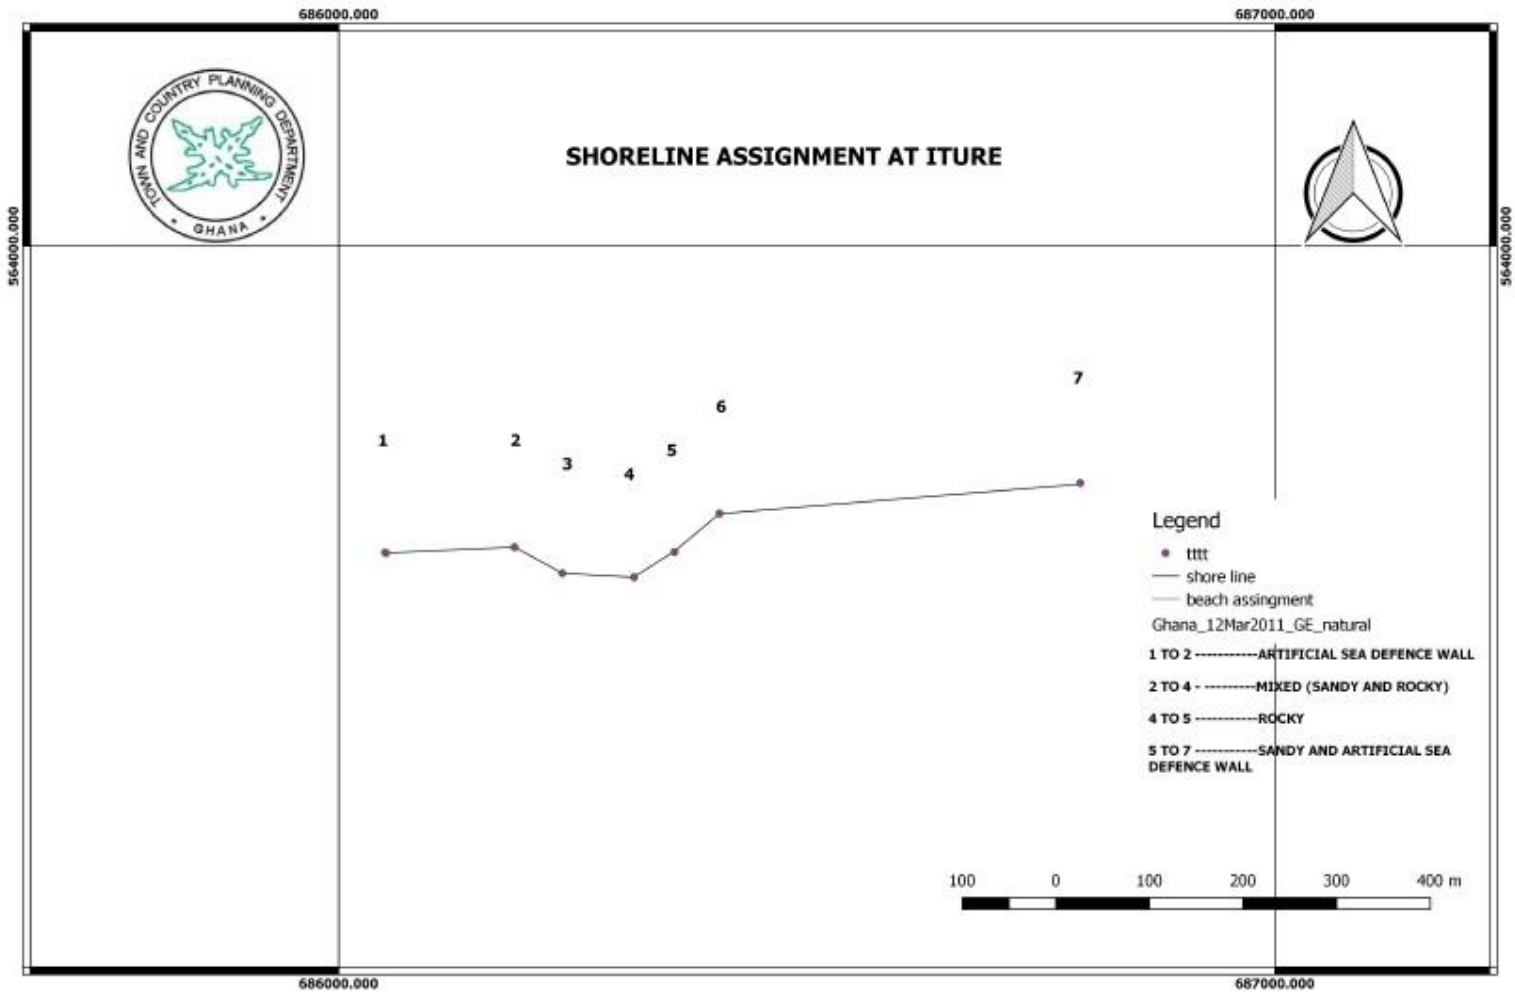 686000.000
687000.000
TOWN AND COUNTRY PLANNING DEPARTMENT
GHANA
SHORELINE ASSIGNMENT AT ITURE
564000.000
564000.000
7
6
1
2
5
3
4
Legend
tttt
shore line
beach assingment
Ghana_12Mar2011_GE_natural
1 TO 2 -----------ARTIFICIAL SEA DEFENCE WALL
2 TO 4 - ---------MIXED (SANDY AND ROCKY)
4 TO 5 -----------ROCKY
5 TO 7 -----------SANDY AND ARTIFICIAL SEA
DEFENCE WALL
100 0 100 200 300 400 m
686000.000
687000.000